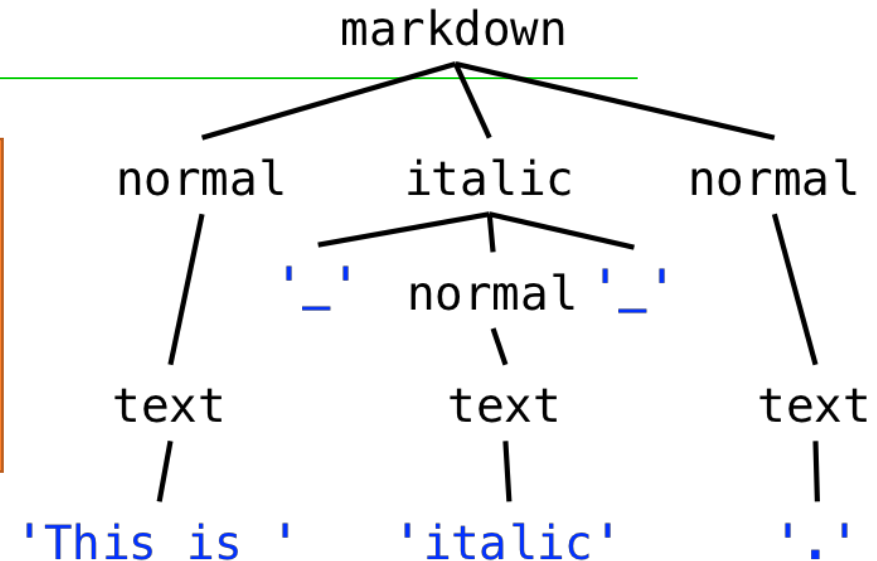 markdown
normal italic normal
'_' normal '_'
text text text
'This is ' 'italic' '.'